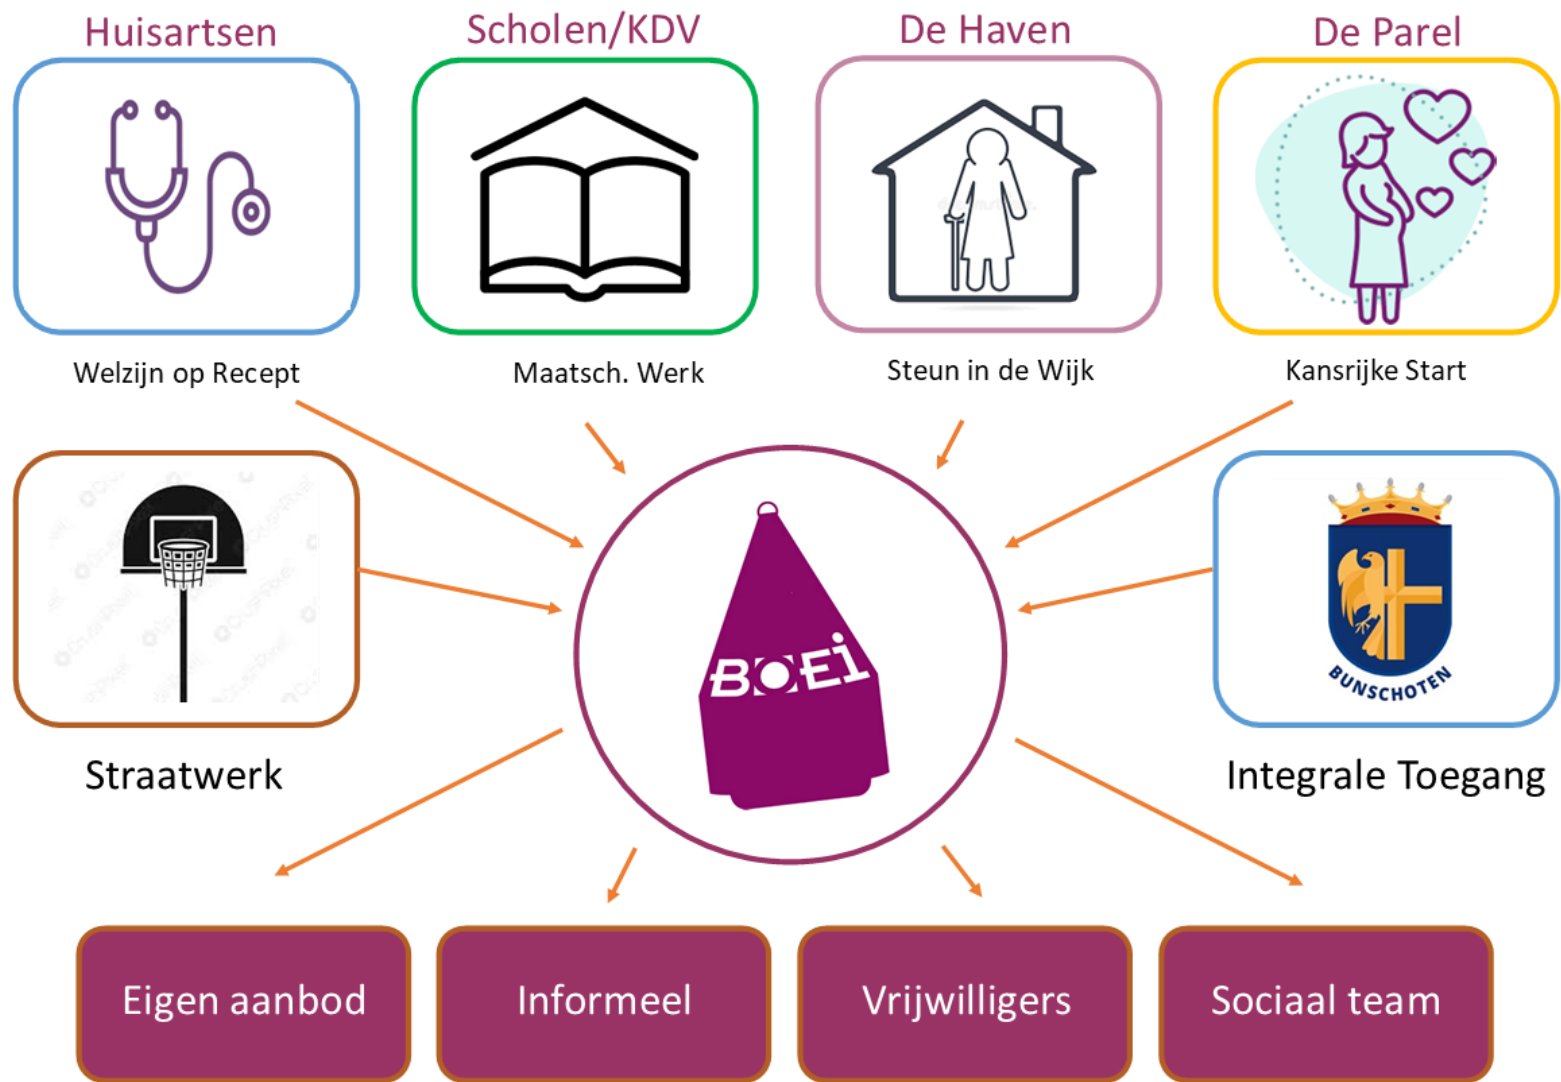 Huisartsen
Scholen/KDV
De Haven
De Parel
Welzijn op Recept
Maatsch. Werk
Steun in de Wijk
Kansrijke Start
BOEi
BUNSCHOTEN
Straatwerk
Integrale Toegang
Eigen aanbod
Informeel
Vrijwilligers
Sociaal team